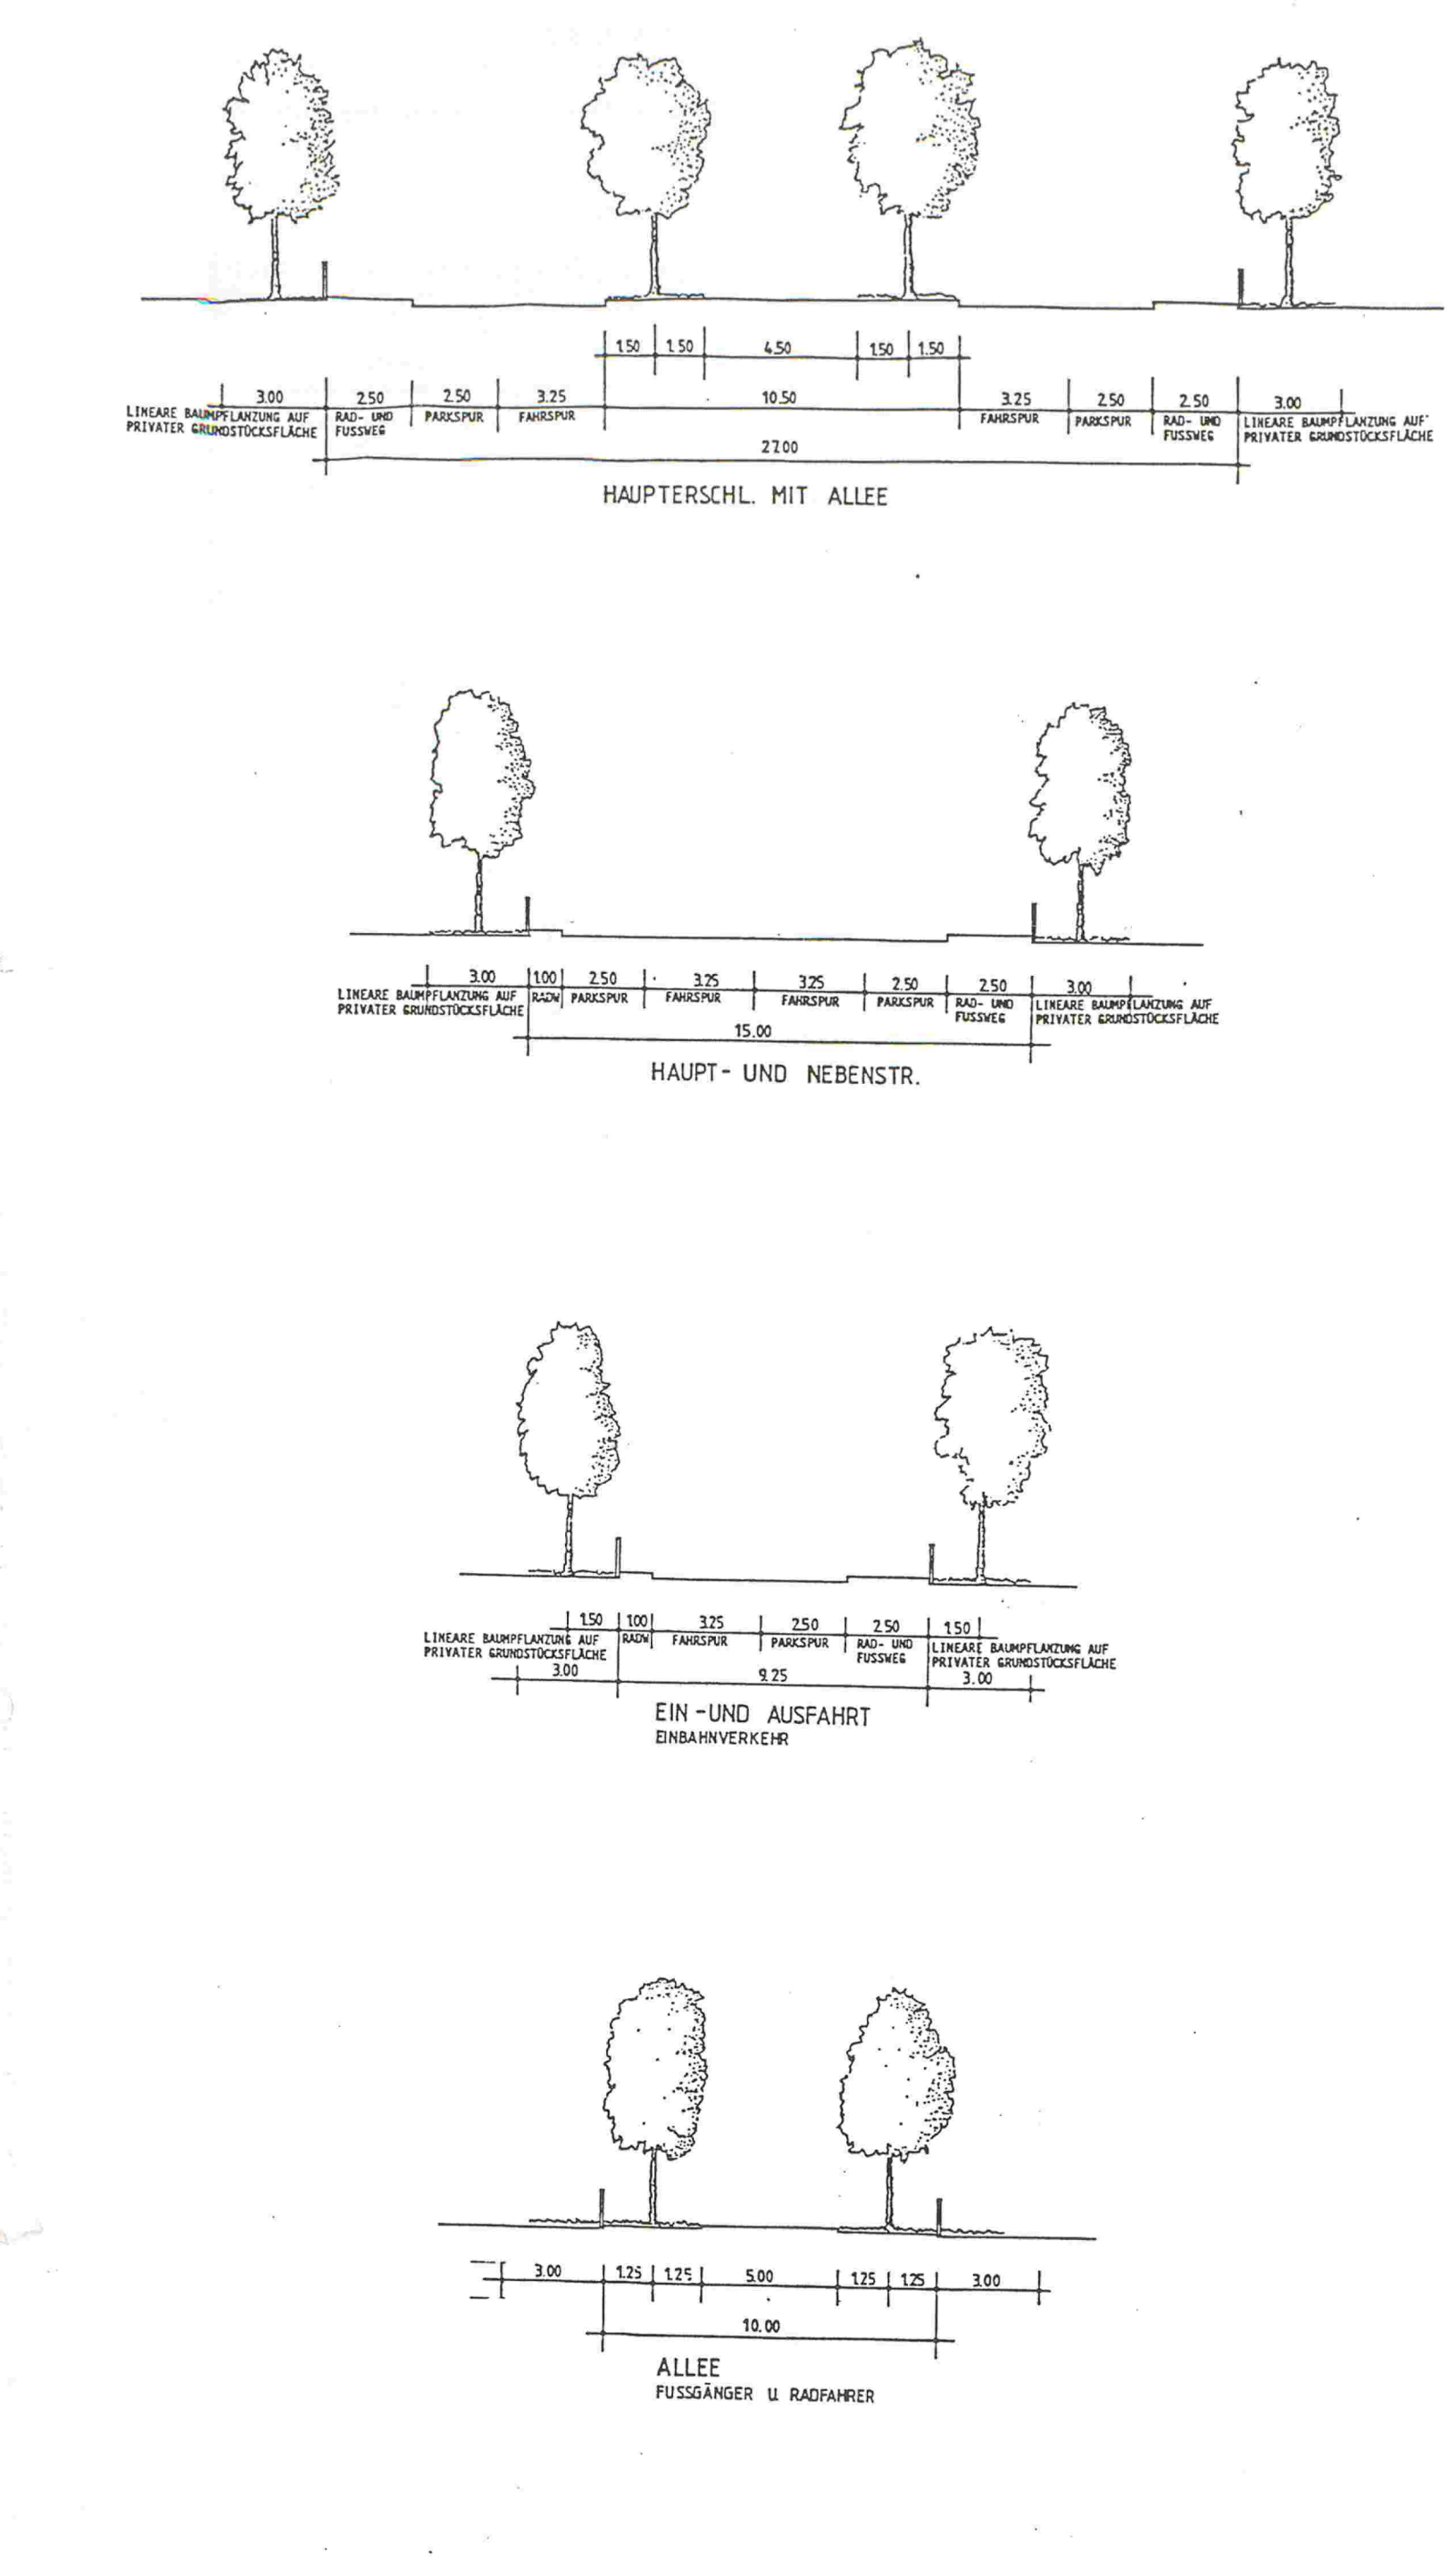 1.50 1.50 4.50 1.50 1.50
3.00 2.50 2.50 3.25 10.50 3.25 2.50 2.50 3.00
LINEARE BAUMPFLANZUNG AUF
PRIVATER GRUNDSTÜCKSFLÄCHE
RAD- UND
FUSSWEG
PARKSPUR
FAHRSPUR
FAHRSPUR
PARKSPUR
RAD- UND
FUSSWEG
LINEARE BAUMPFLANZUNG AUF
PRIVATER GRUNDSTÜCKSFLÄCHE
27.00
HAUPTERSCHL. MIT ALLEE
3.00 1.00 2.50 3.25 3.25 2.50 2.50 3.00
LINEARE BAUMPFLANZUNG AUF
PRIVATER GRUNDSTÜCKSFLÄCHE
RADW
PARKSPUR
FAHRSPUR
FAHRSPUR
PARKSPUR
RAD- UND
FUSSWEG
LINEARE BAUMPFLANZUNG AUF
PRIVATER GRUNDSTÜCKSFLÄCHE
15.00
HAUPT- UND NEBENSTR.
1.50 1.00 3.25 2.50 2.50 1.50
LINEARE BAUMPFLANZUNG AUF
PRIVATER GRUNDSTÜCKSFLÄCHE
RADW
FAHRSPUR
PARKSPUR
RAD- UND
FUSSWEG
LINEARE BAUMPFLANZUNG AUF
PRIVATER GRUNDSTÜCKSFLÄCHE
3.00 9.25 3.00
EIN-UND AUSFAHRT
EINBAHNVERKEHR
3.00 1.25 1.25 5.00 1.25 1.25 3.00
10.00
ALLEE
FUSSGÄNGER U. RADFAHRER